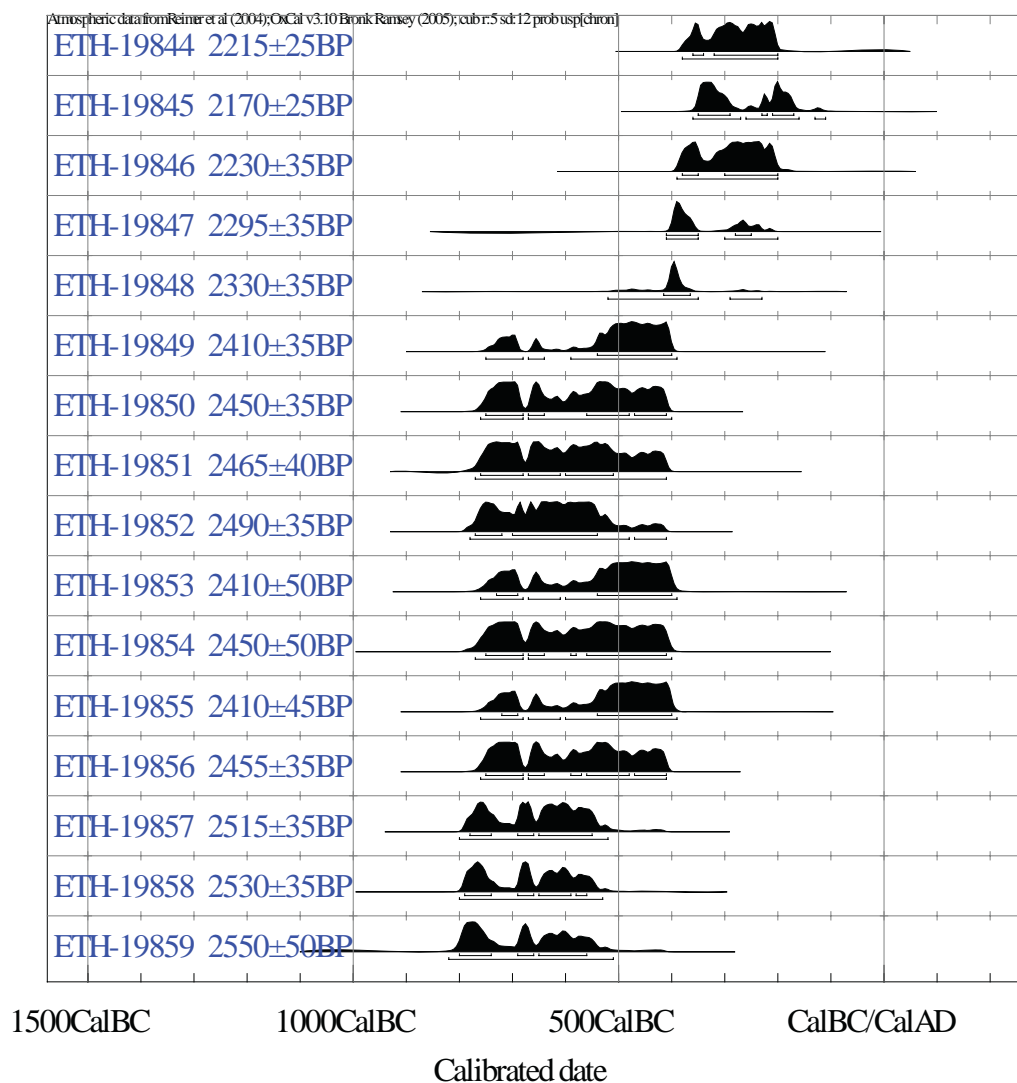 Atmospheric data from Reimer et al (2004);OxCal v3.10 Bronk Ramsey (2005); cub r:5 sd:12 prob usp[chron]
ETH-19844 2215±25BP
ETH-19845 2170±25BP
ETH-19846 2230±35BP
ETH-19847 2295±35BP
ETH-19848 2330±35BP
ETH-19849 2410±35BP
ETH-19850 2450±35BP
ETH-19851 2465±40BP
ETH-19852 2490±35BP
ETH-19853 2410±50BP
ETH-19854 2450±50BP
ETH-19855 2410±45BP
ETH-19856 2455±35BP
ETH-19857 2515±35BP
ETH-19858 2530±35BP
ETH-19859 2550±50BP
1500CalBC 1000CalBC 500CalBC CalBC/CalAD
Calibrated date